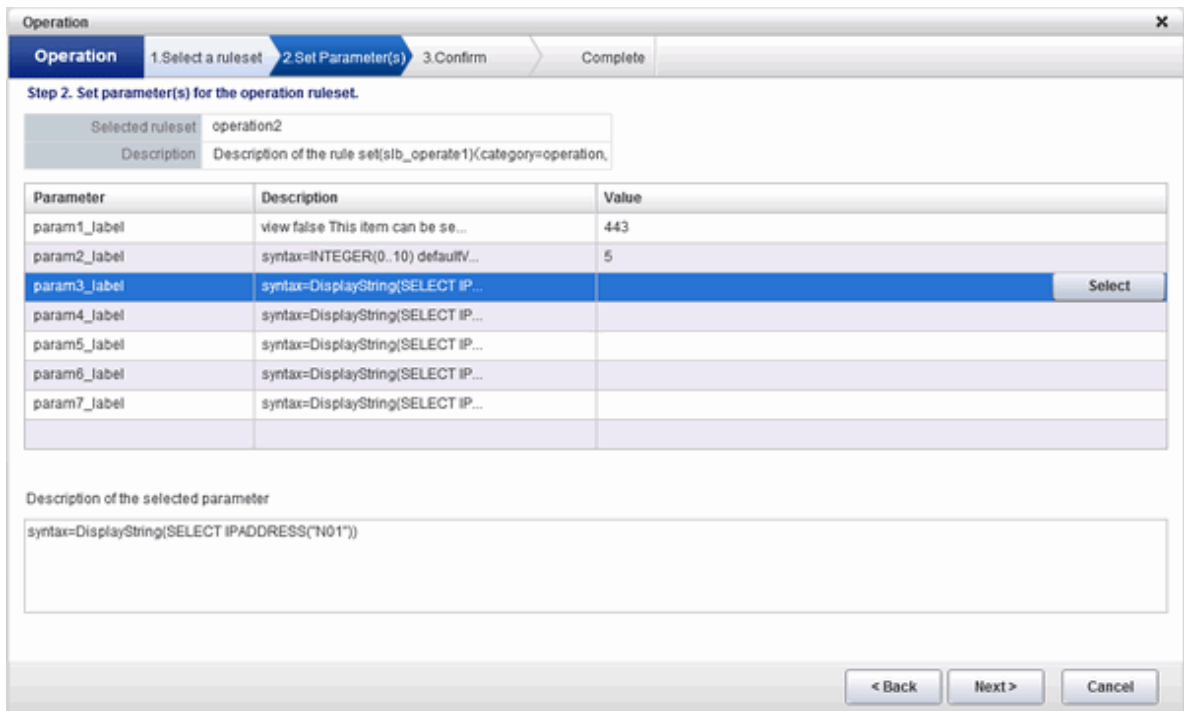 Operation
Operation 1.Select a ruleset 2.Set Parameter(s) 3.Confirm Complete
Step 2. Set parameter(s) for the operation ruleset.
Selected ruleset operation2
Description Description of the rule set(slb_operate1)(category=operation,
Parameter Description Value
param1_label view false This item can be se... 443
param2_label syntax=INTEGER(0..10) defaultV... 5
param3_label syntax=DisplayString(SELECT IP... Select
param4_label syntax=DisplayString(SELECT IP...
param5_label syntax=DisplayString(SELECT IP...
param6_label syntax=DisplayString(SELECT IP...
param7_label syntax=DisplayString(SELECT IP...
Description of the selected parameter
syntax=DisplayString(SELECT IPADDRESS("N01"))
< Back Next > Cancel